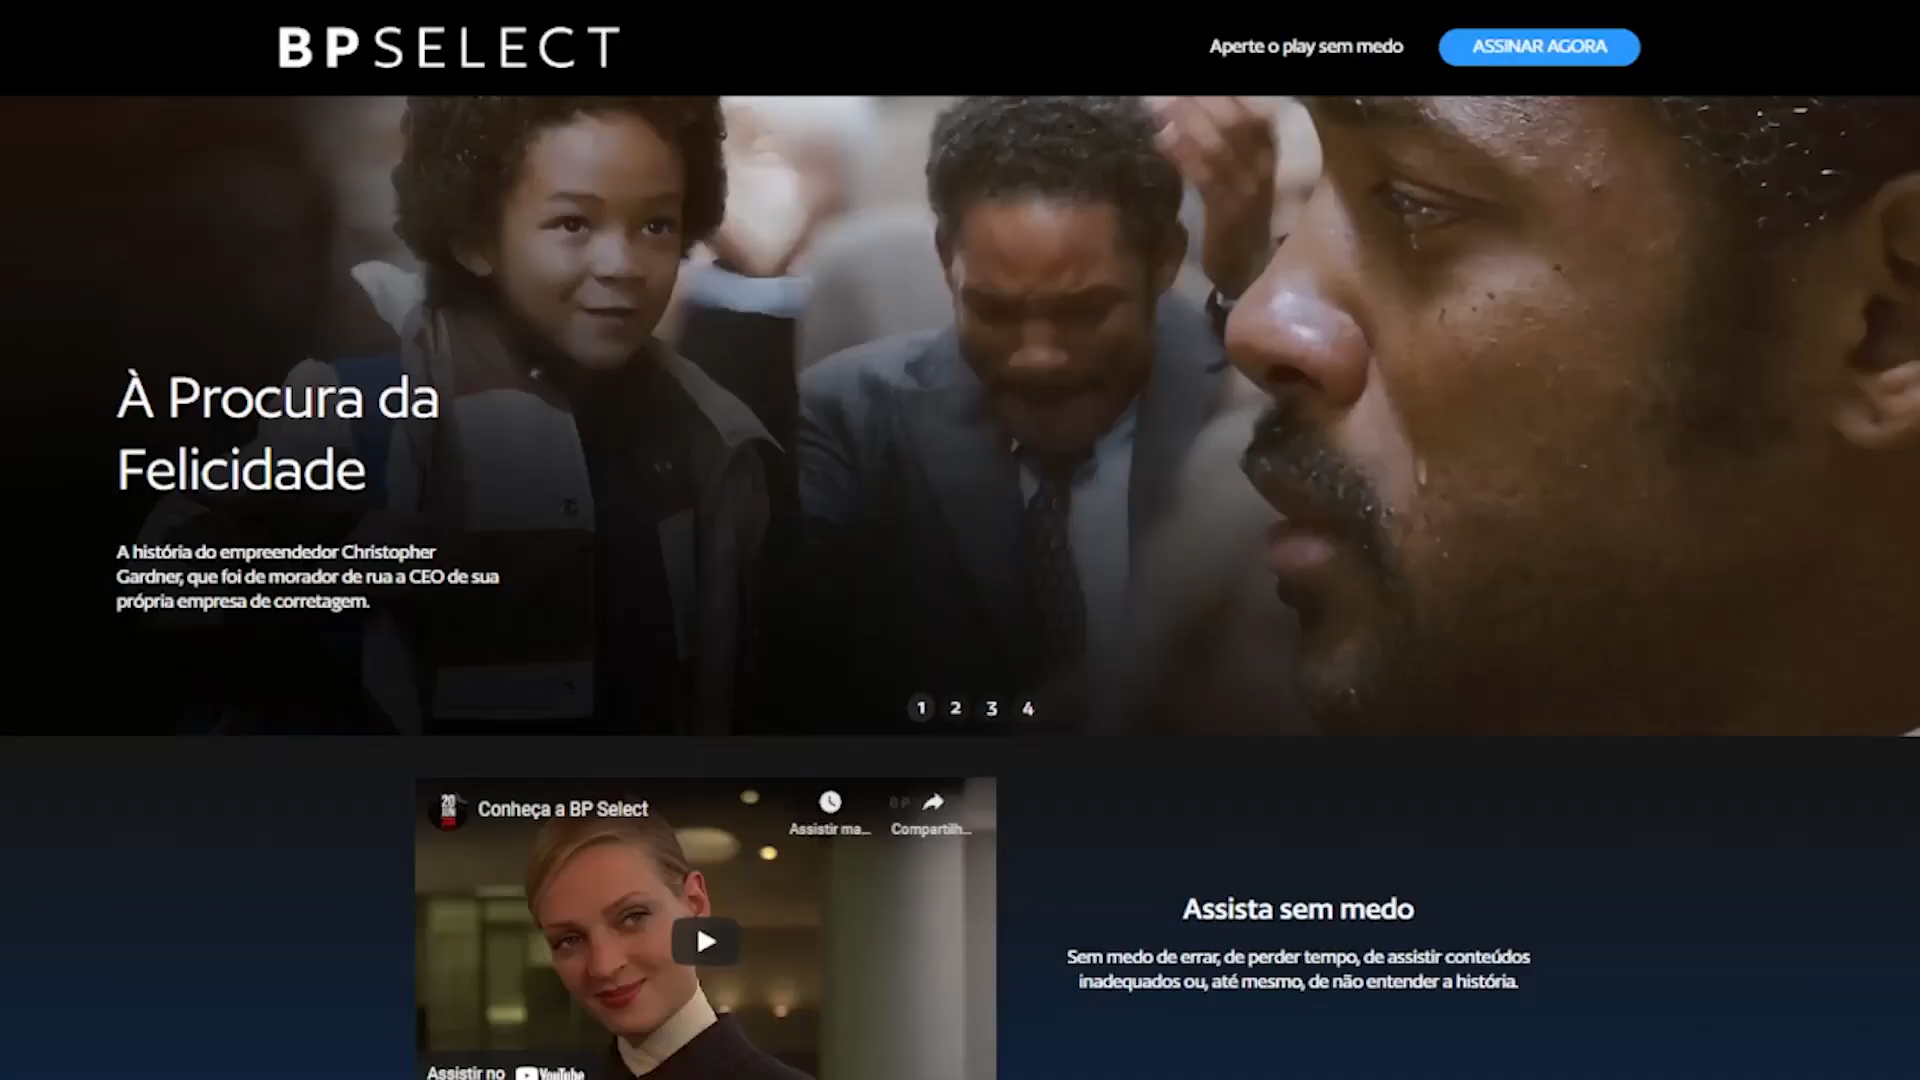 BPSELECT
Aperte o play sem medo
ASSINAR AGORA
À Procura da
Felicidade
A história do empreendedor Christopher
Gardner, que foi de morador de rua a CEO de sua
própria empresa de corretagem.
1 2 3 4
Conheça a BP Select
Assistir ma...
Compartilh...
Assista sem medo
Sem medo de errar, de perder tempo, de assistir conteúdos
inadequados ou, até mesmo, de não entender a história.
Assistir no YouTube